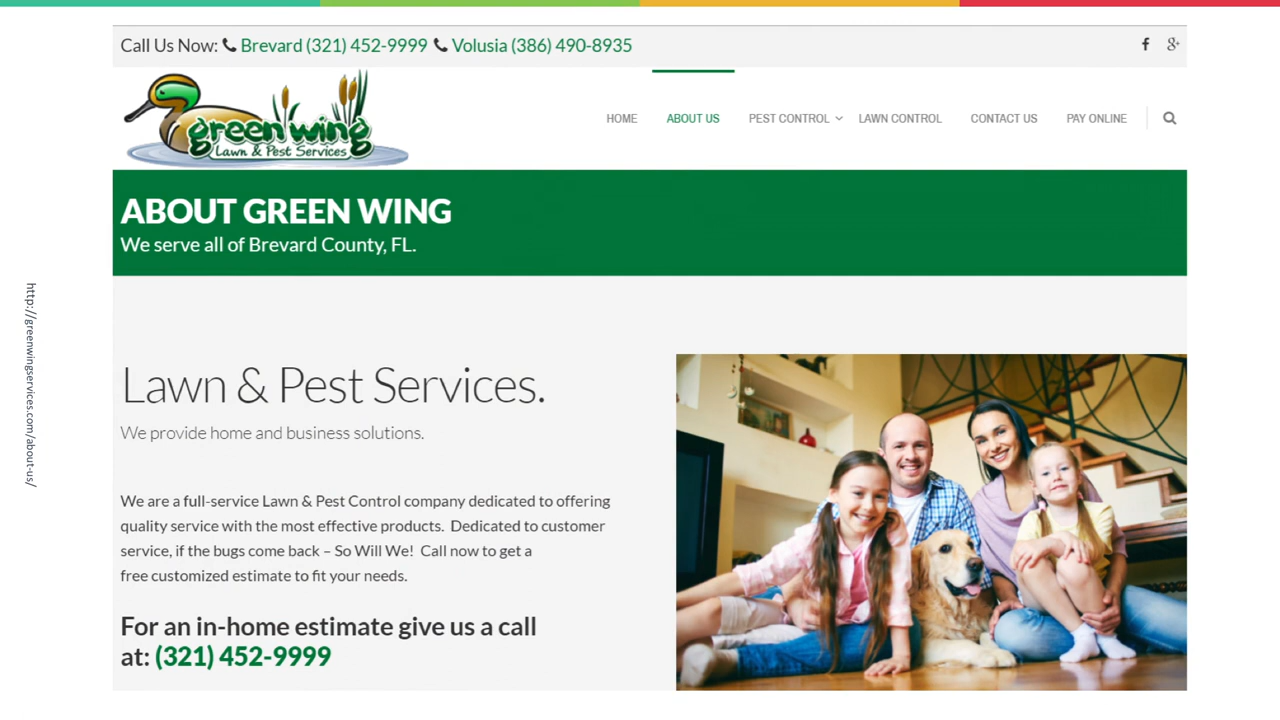 Call Us Now: Brevard (321) 452-9999 Volusia (386) 490-8935
green wing
Lawn & Pest Services
HOME ABOUT US PEST CONTROL LAWN CONTROL CONTACT US PAY ONLINE
ABOUT GREEN WING
We serve all of Brevard County, FL.
http://greenwingservices.com/about-us/
Lawn & Pest Services.
We provide home and business solutions.
We are a full-service Lawn & Pest Control company dedicated to offering
quality service with the most effective products. Dedicated to customer
service, if the bugs come back – So Will We! Call now to get a
free customized estimate to fit your needs.
For an in-home estimate give us a call
at: (321) 452-9999